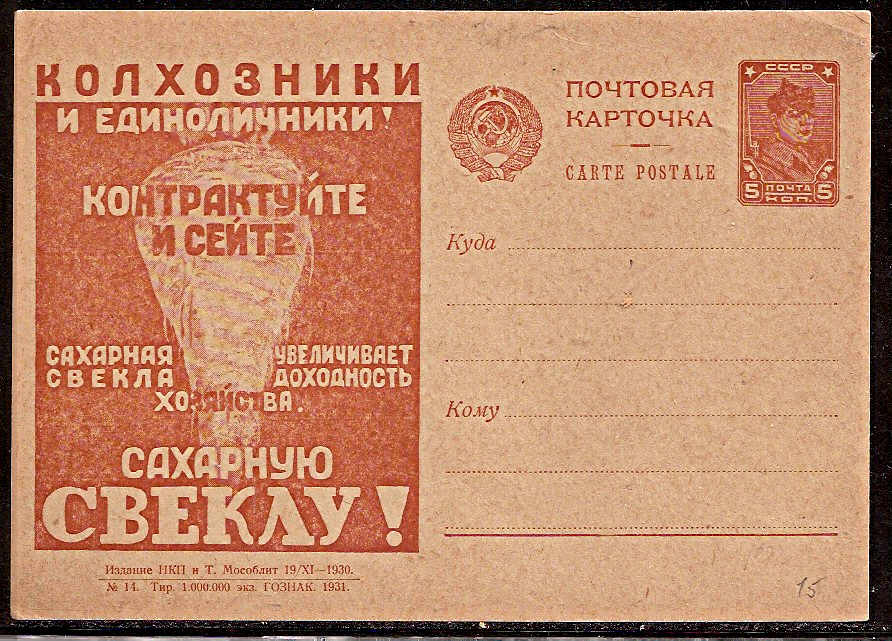 КОЛХОЗНИКИ
И ЕДИНОЛИЧНИКИ!
КОНТРАКТУЙТЕ
И СЕЙТЕ
САХАРНАЯ УВЕЛИЧИВАЕТ
СВЕКЛА ДОХОДНОСТЬ
ХОЗЯЙСТВА.
САХАРНУЮ
СВЕКЛУ!
Издание НКП и Т. Мособлит 19/XI—1930.
№ 14. Тир. 1.000.000 экз. ГОЗНАК. 1931.
ПОЧТОВАЯ
КАРТОЧКА
CARTE POSTALE
СССР
5 ПОЧТА 5
КОП.
Куда
Кому
15